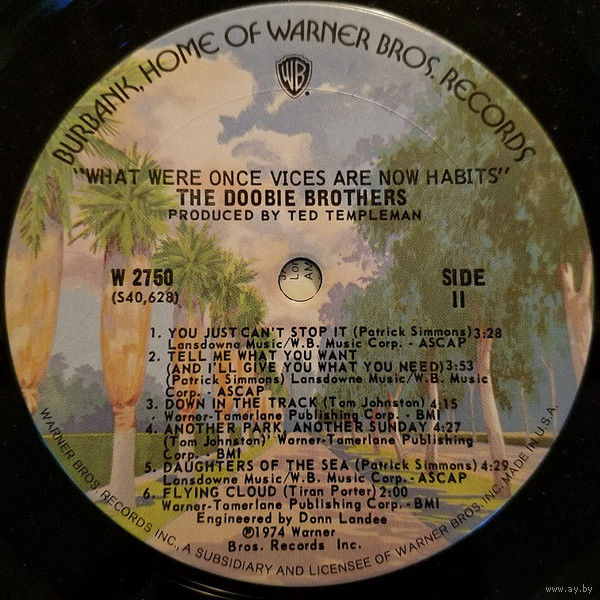 BURBANK, HOME OF WARNER BROS. RECORDS
WB
"WHAT WERE ONCE VICES ARE NOW HABITS"
THE DOOBIE BROTHERS
PRODUCED BY TED TEMPLEMAN
W 2750
(S40,628)
SIDE
II
1. YOU JUST CAN'T STOP IT (Patrick Simmons) 3:28
Lansdowne Music/W.B. Music Corp. - ASCAP
2. TELL ME WHAT YOU WANT
(AND I'LL GIVE YOU WHAT YOU NEED) 3:53
(Patrick Simmons) Lansdowne Music/W.B. Music
Corp. - ASCAP
3. DOWN IN THE TRACK (Tom Johnston) 4:15
Warner-Tamerlane Publishing Corp. - BMI
4. ANOTHER PARK, ANOTHER SUNDAY 4:27
(Tom Johnston) Warner-Tamerlane Publishing
Corp. - BMI
5. DAUGHTERS OF THE SEA (Patrick Simmons) 4:29
Lansdowne Music/W.B. Music Corp. - ASCAP
6. FLYING CLOUD (Tiran Porter) 2:00
Warner-Tamerlane Publishing Corp. - BMI
Engineered by Donn Landee
℗1974 Warner
Bros. Records Inc.
WARNER BROS. RECORDS INC., A SUBSIDIARY AND LICENSEE OF WARNER BROS. INC. MADE IN U.S.A.
www.ay.by